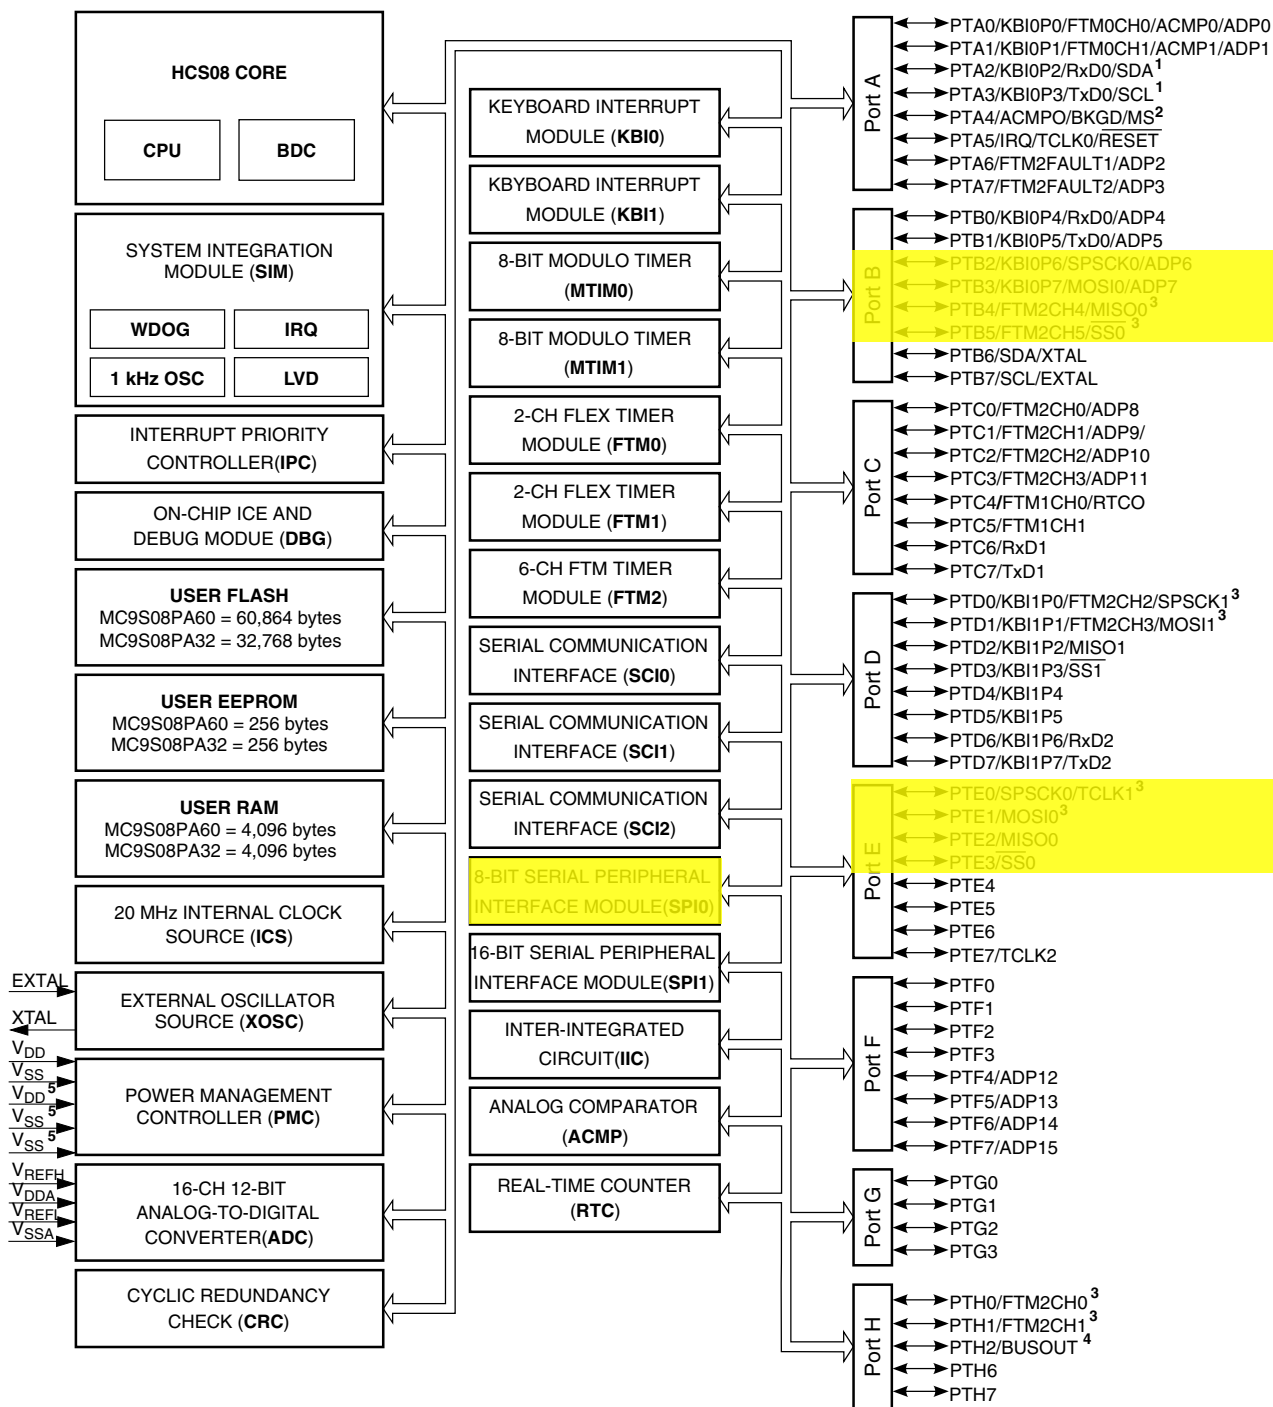 HCS08 CORE
CPU
BDC
SYSTEM INTEGRATION
MODULE (SIM)
WDOG
IRQ
1 kHz OSC
LVD
INTERRUPT PRIORITY
CONTROLLER(IPC)
ON-CHIP ICE AND
DEBUG MODUE (DBG)
USER FLASH
MC9S08PA60 = 60,864 bytes
MC9S08PA32 = 32,768 bytes
USER EEPROM
MC9S08PA60 = 256 bytes
MC9S08PA32 = 256 bytes
USER RAM
MC9S08PA60 = 4,096 bytes
MC9S08PA32 = 4,096 bytes
20 MHz INTERNAL CLOCK
SOURCE (ICS)
EXTAL
XTAL
EXTERNAL OSCILLATOR
SOURCE (XOSC)
VDD
VSS
VDD 5
VSS 5
VSS 5
POWER MANAGEMENT
CONTROLLER (PMC)
VREFH
VDDA
VREFL
VSSA
16-CH 12-BIT
ANALOG-TO-DIGITAL
CONVERTER(ADC)
CYCLIC REDUNDANCY
CHECK (CRC)
KEYBOARD INTERRUPT
MODULE (KBI0)
KBYBOARD INTERRUPT
MODULE (KBI1)
8-BIT MODULO TIMER
(MTIM0)
8-BIT MODULO TIMER
(MTIM1)
2-CH FLEX TIMER
MODULE (FTM0)
2-CH FLEX TIMER
MODULE (FTM1)
6-CH FTM TIMER
MODULE (FTM2)
SERIAL COMMUNICATION
INTERFACE (SCI0)
SERIAL COMMUNICATION
INTERFACE (SCI1)
SERIAL COMMUNICATION
INTERFACE (SCI2)
8-BIT SERIAL PERIPHERAL
INTERFACE MODULE(SPI0)
16-BIT SERIAL PERIPHERAL
INTERFACE MODULE(SPI1)
INTER-INTEGRATED
CIRCUIT(IIC)
ANALOG COMPARATOR
(ACMP)
REAL-TIME COUNTER
(RTC)
Port A
PTA0/KBI0P0/FTM0CH0/ACMP0/ADP0
PTA1/KBI0P1/FTM0CH1/ACMP1/ADP1
PTA2/KBI0P2/RxD0/SDA1
PTA3/KBI0P3/TxD0/SCL1
PTA4/ACMPO/BKGD/MS2
PTA5/IRQ/TCLK0/RESET
PTA6/FTM2FAULT1/ADP2
PTA7/FTM2FAULT2/ADP3
Port B
PTB0/KBI0P4/RxD0/ADP4
PTB1/KBI0P5/TxD0/ADP5
PTB2/KBI0P6/SPSCK0/ADP6
PTB3/KBI0P7/MOSI0/ADP7
PTB4/FTM2CH4/MISO0 3
PTB5/FTM2CH5/SS0 3
PTB6/SDA/XTAL
PTB7/SCL/EXTAL
Port C
PTC0/FTM2CH0/ADP8
PTC1/FTM2CH1/ADP9/
PTC2/FTM2CH2/ADP10
PTC3/FTM2CH3/ADP11
PTC4/FTM1CH0/RTCO
PTC5/FTM1CH1
PTC6/RxD1
PTC7/TxD1
Port D
PTD0/KBI1P0/FTM2CH2/SPSCK1 3
PTD1/KBI1P1/FTM2CH3/MOSI1 3
PTD2/KBI1P2/MISO1
PTD3/KBI1P3/SS1
PTD4/KBI1P4
PTD5/KBI1P5
PTD6/KBI1P6/RxD2
PTD7/KBI1P7/TxD2
Port E
PTE0/SPSCK0/TCLK1 3
PTE1/MOSI0 3
PTE2/MISO0
PTE3/SS0
PTE4
PTE5
PTE6
PTE7/TCLK2
Port F
PTF0
PTF1
PTF2
PTF3
PTF4/ADP12
PTF5/ADP13
PTF6/ADP14
PTF7/ADP15
Port G
PTG0
PTG1
PTG2
PTG3
Port H
PTH0/FTM2CH0 3
PTH1/FTM2CH1 3
PTH2/BUSOUT 4
PTH6
PTH7